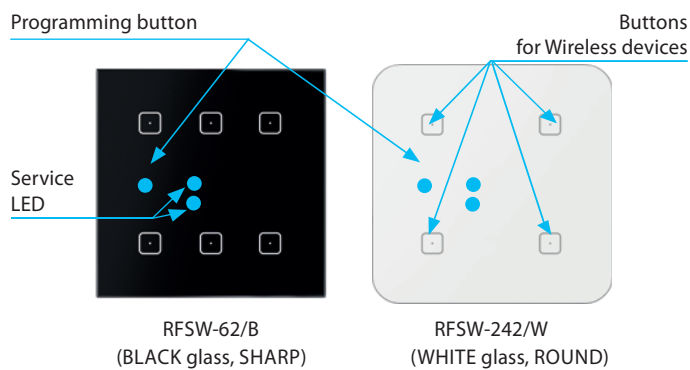 Programming button
Buttons
for Wireless devices
Service
LED
RFSW-62/B
(BLACK glass, SHARP)
RFSW-242/W
(WHITE glass, ROUND)